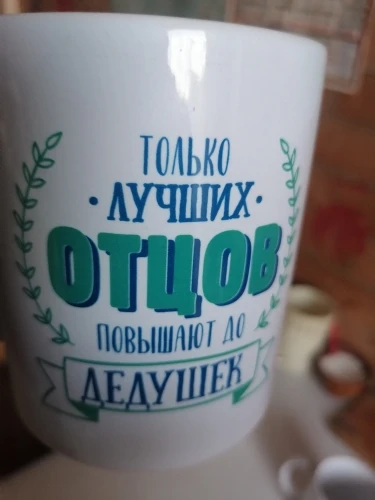 ТОЛЬКО
• ЛУЧШИХ •
ОТЦОВ
ПОВЫШАЮТ ДО
ДЕДУШЕК